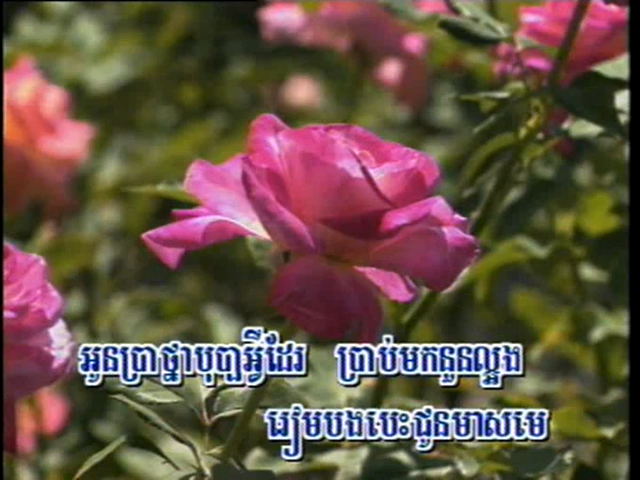 អូនប្រាថ្នាបុប្ផាអ្វីដែរ ប្រាប់មកនួនល្អង
រៀមបងបេះជូនមាសមេ